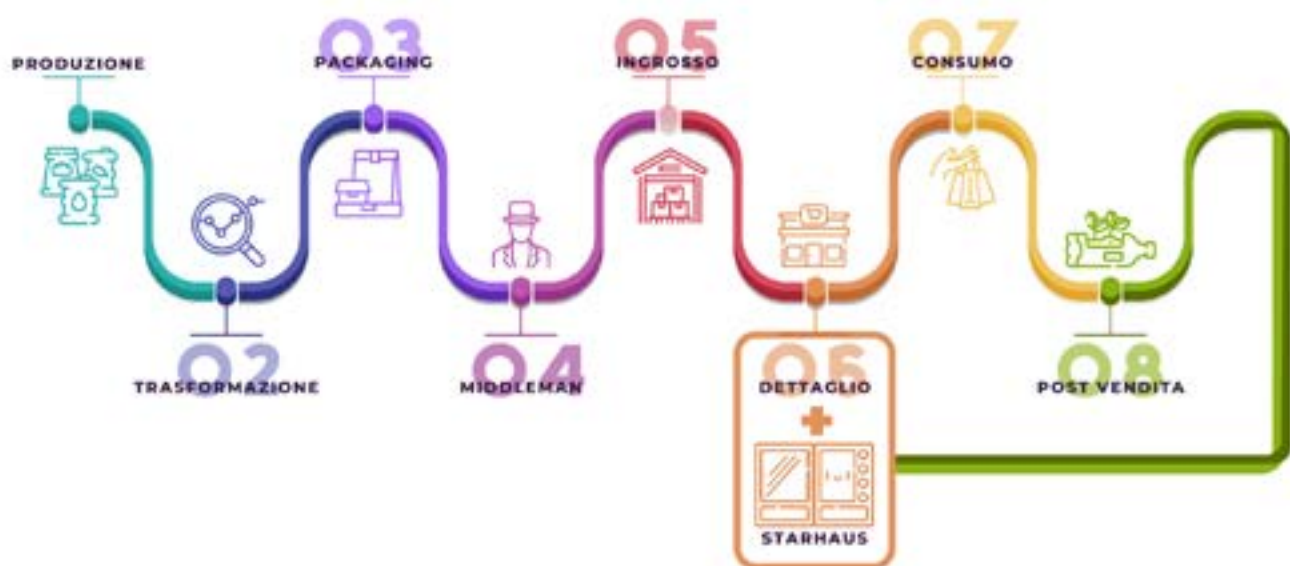 PRODUZIONE
02
TRASFORMAZIONE
03
PACKAGING
04
MIDDLEMAN
05
INGROSSO
06
DETTAGLIO
STARHAUS
07
CONSUMO
08
POST VENDITA